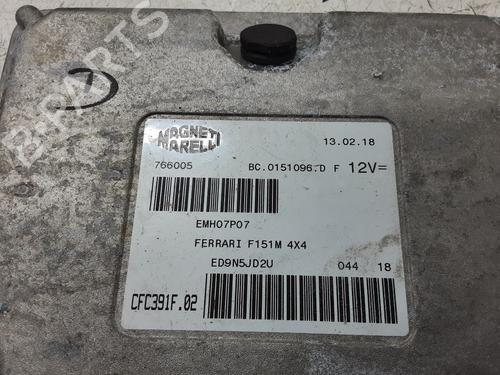 MAGNETI
MARELLI
13.02.18
766005
BC.0151096.D F 12V=
EMH07P07
FERRARI F151M 4X4
ED9N5JD2U
044 18
CFC391F.02
B-PARTS